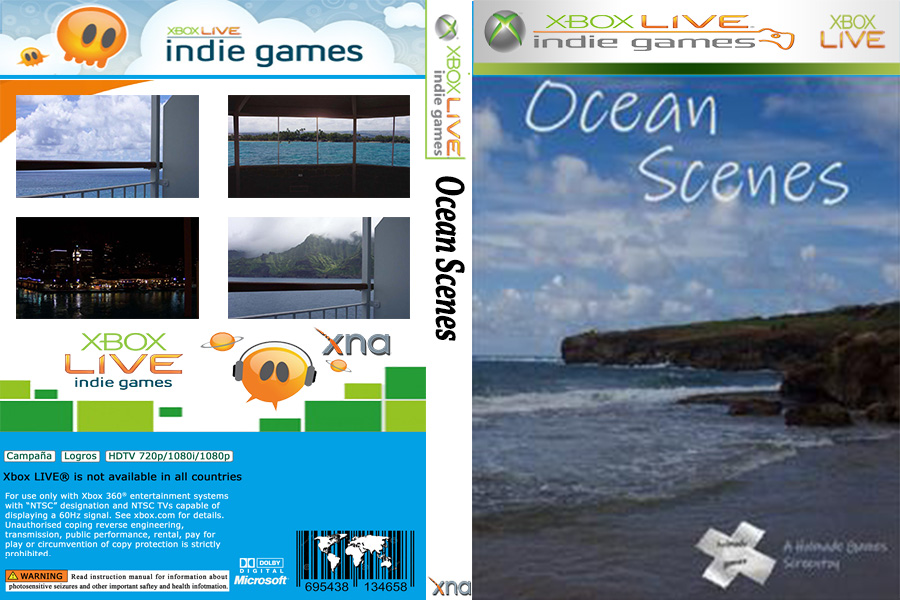 XBOX LIVE
indie games
XBOX LIVE
indie games
Ocean Scenes
XBOX LIVE
indie games
XBOX
LIVE
Ocean
Scenes
XBOX
LIVE
indie games
xna
Campaña Logros HDTV 720p/1080i/1080p
Xbox LIVE® is not available in all countries
For use only with Xbox 360® entertainment systems
with “NTSC” designation and NTSC TVs capable of
displaying a 60Hz signal. See xbox.com for details.
Unauthorised coping reverse engineering,
transmission, public performance, rental, pay for
play or circumvention of copy protection is strictly
prohibited.
WARNING Read instruction manual for information about
photosensitive seizures and other important saftey and health infotmation.
DOLBY
DIGITAL
Microsoft®
695438 134658
xna
games
Games